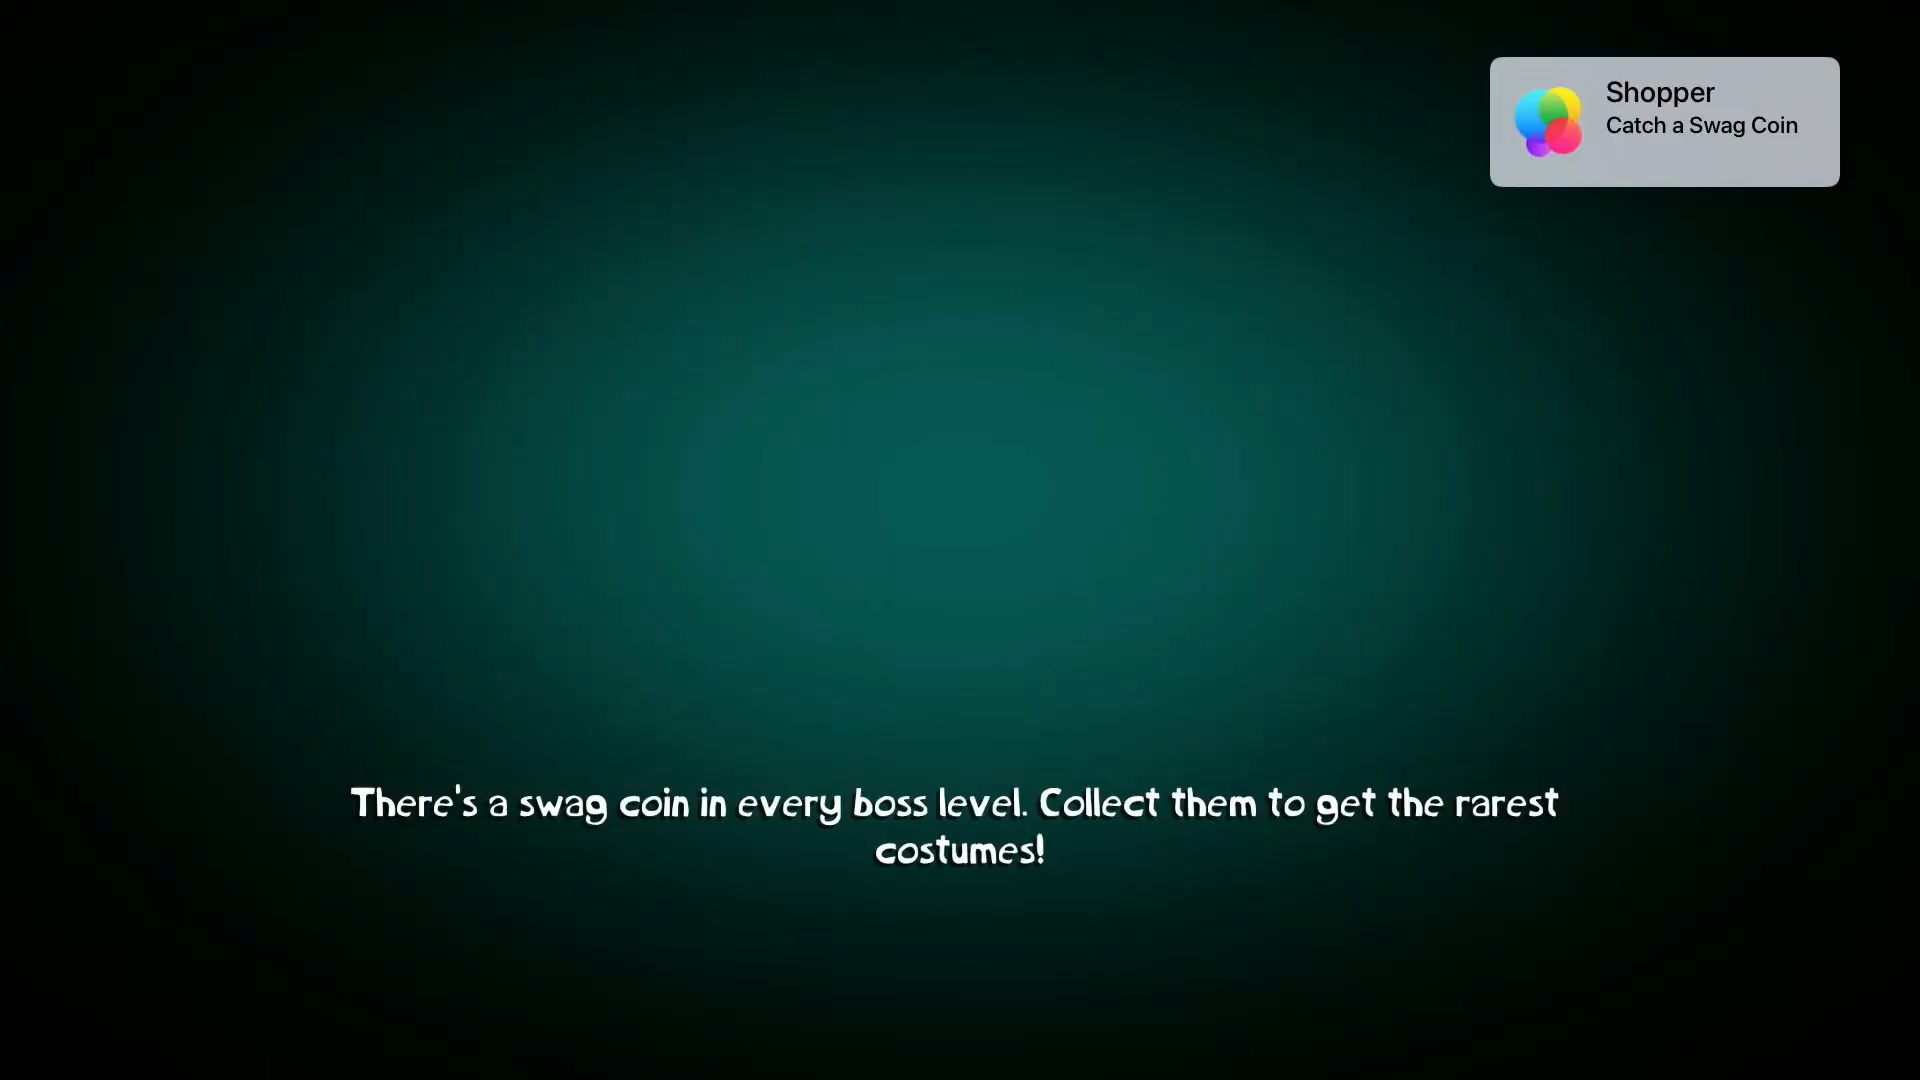 Shopper
Catch a Swag Coin
There's a swag coin in every boss level. Collect them to get the rarest
costumes!